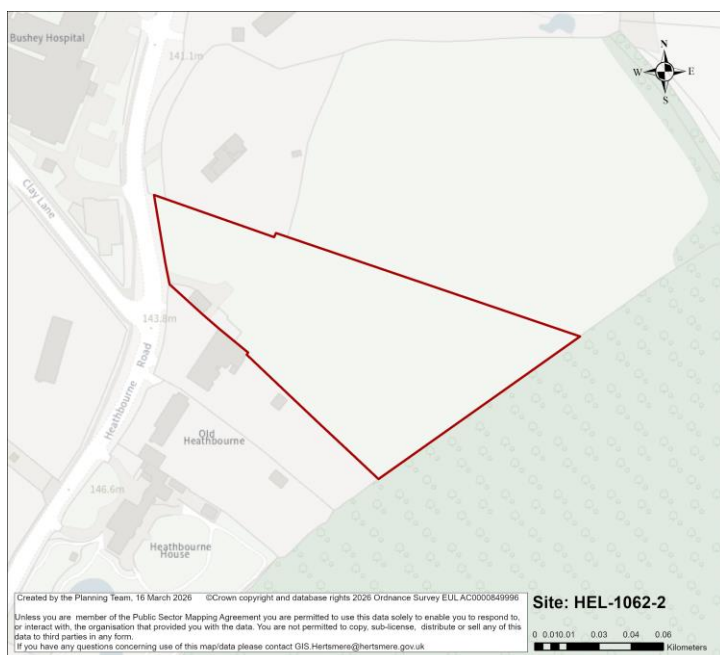 Bushey Hospital
141.1m
N
W E
S
Clay Lane
143.8m
Heathbourne Road
Old
Heathbourne
146.6m
Heathbourne
House
Created by the Planning Team, 16 March 2026 ©Crown copyright and database rights 2026 Ordnance Survey EUL AC0000849996
Unless you are member of the Public Sector Mapping Agreement you are permitted to use this data solely to enable you to respond to,
or interact with, the organisation that provided you with the data. You are not permitted to copy, sub-license, distribute or sell any of this
data to third parties in any form.
If you have any questions concerning use of this map/data please contact GIS.Hertsmere@hertsmere.gov.uk
Site: HEL-1062-2
0 0.010.01 0.03 0.04 0.06
Kilometers